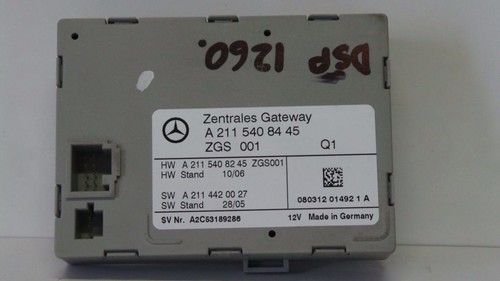 DSP 1260.
Zentrales Gateway
A 211 540 84 45
ZGS 001 Q1
HW A 211 540 82 45 ZGS001
HW Stand 10/06
SW A 211 442 00 27
SW Stand 28/05
080312 01492 1 A
SV Nr. A2C53189286 12V Made in Germany